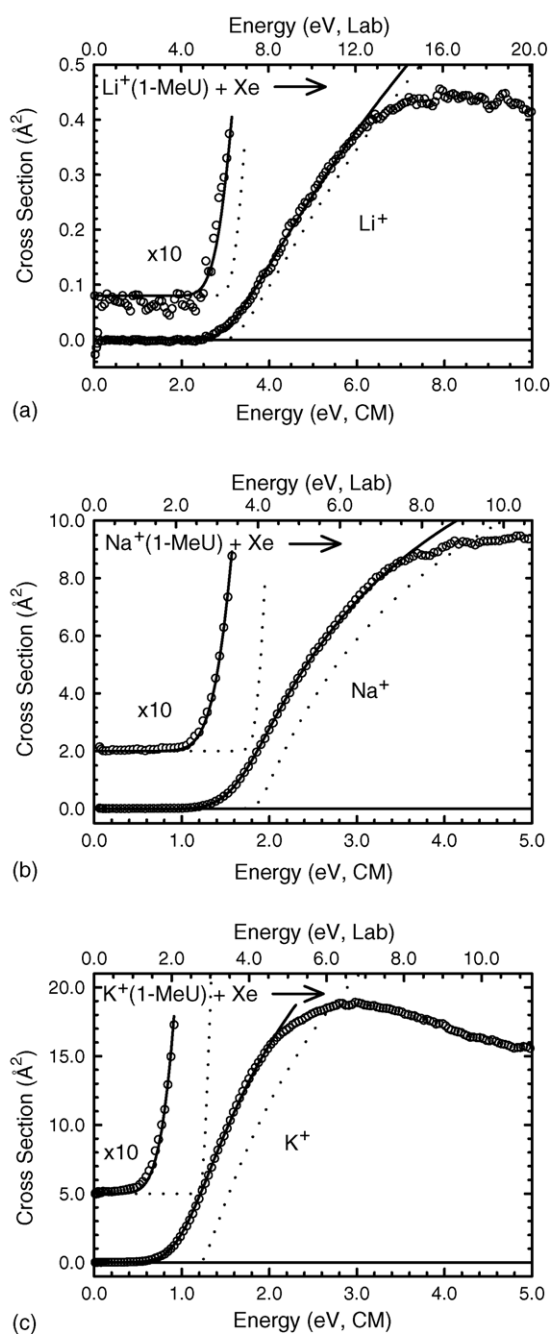 Energy (eV, Lab)
0.0 4.0 8.0 12.0 16.0 20.0
0.5
0.4
0.3
0.2
0.1
0.0
Cross Section (Å²)
Li⁺(1-MeU) + Xe
x10
Li⁺
0.0 2.0 4.0 6.0 8.0 10.0
(a)
Energy (eV, CM)
Energy (eV, Lab)
0.0 2.0 4.0 6.0 8.0 10.0
10.0
8.0
6.0
4.0
2.0
0.0
Cross Section (Å²)
Na⁺(1-MeU) + Xe
x10
Na⁺
0.0 1.0 2.0 3.0 4.0 5.0
(b)
Energy (eV, CM)
Energy (eV, Lab)
0.0 2.0 4.0 6.0 8.0 10.0
20.0
15.0
10.0
5.0
0.0
Cross Section (Å²)
K⁺(1-MeU) + Xe
x10
K⁺
0.0 1.0 2.0 3.0 4.0 5.0
(c)
Energy (eV, CM)